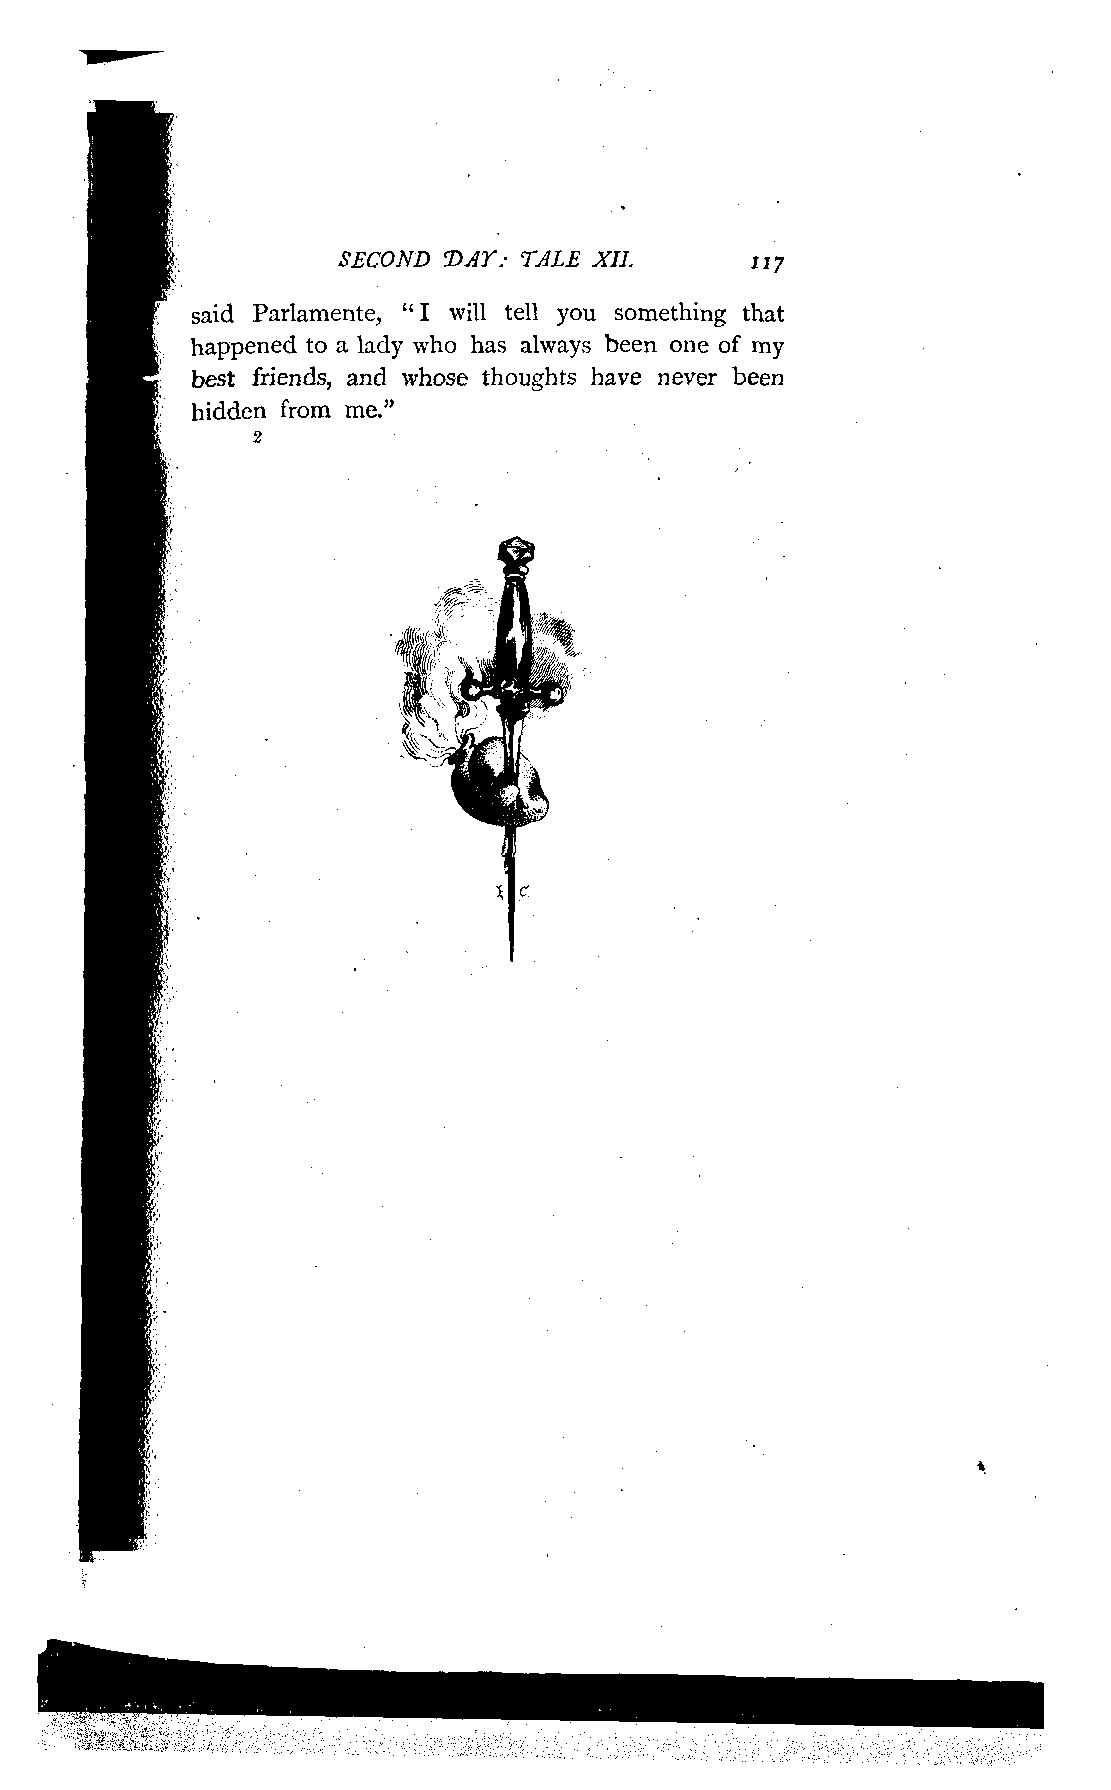 SECOND DAY: TALE XII. 117
said Parlamente, “I will tell you something that
happened to a lady who has always been one of my
best friends, and whose thoughts have never been
hidden from me.”
2
I C